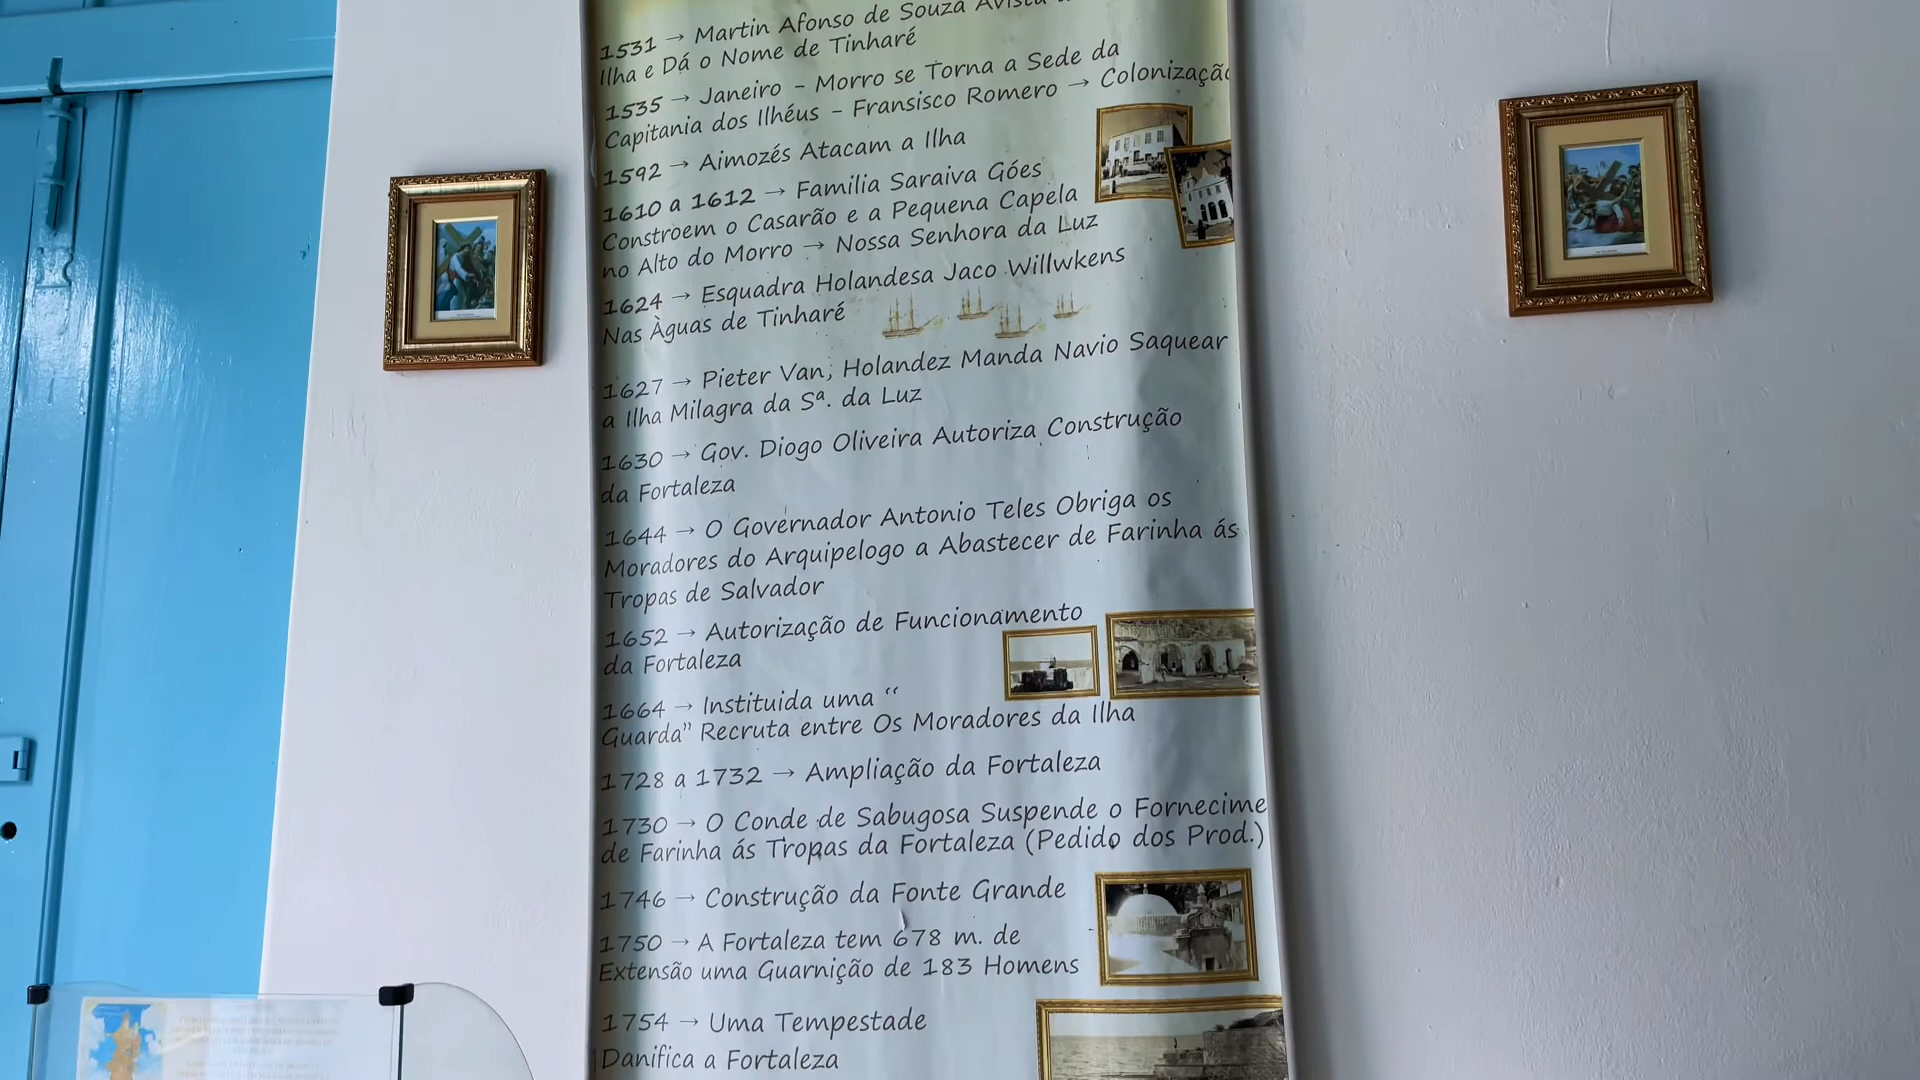 1531 → Martin Afonso de Souza Avista a
Ilha e Dá o Nome de Tinharé
1535 → Janeiro - Morro se Torna a Sede da
Capitania dos Ilhéus - Fransisco Romero → Colonização
1592 → Aimozés Atacam a Ilha
1610 a 1612 → Familia Saraiva Góes
Constroem o Casarão e a Pequena Capela
no Alto do Morro → Nossa Senhora da Luz
1624 → Esquadra Holandesa Jaco Willwkens
Nas Àguas de Tinharé
1627 → Pieter Van, Holandez Manda Navio Saquear
a Ilha Milagra da Sª. da Luz
1630 → Gov. Diogo Oliveira Autoriza Construção
da Fortaleza
1644 → O Governador Antonio Teles Obriga os
Moradores do Arquipelogo a Abastecer de Farinha ás
Tropas de Salvador
1652 → Autorização de Funcionamento
da Fortaleza
1664 → Instituida uma “
Guarda” Recruta entre Os Moradores da Ilha
1728 a 1732 → Ampliação da Fortaleza
1730 → O Conde de Sabugosa Suspende o Fornecime
de Farinha ás Tropas da Fortaleza (Pedido dos Prod.)
1746 → Construção da Fonte Grande
1750 → A Fortaleza tem 678 m. de
Extensão uma Guarnição de 183 Homens
1754 → Uma Tempestade
Danifica a Fortaleza